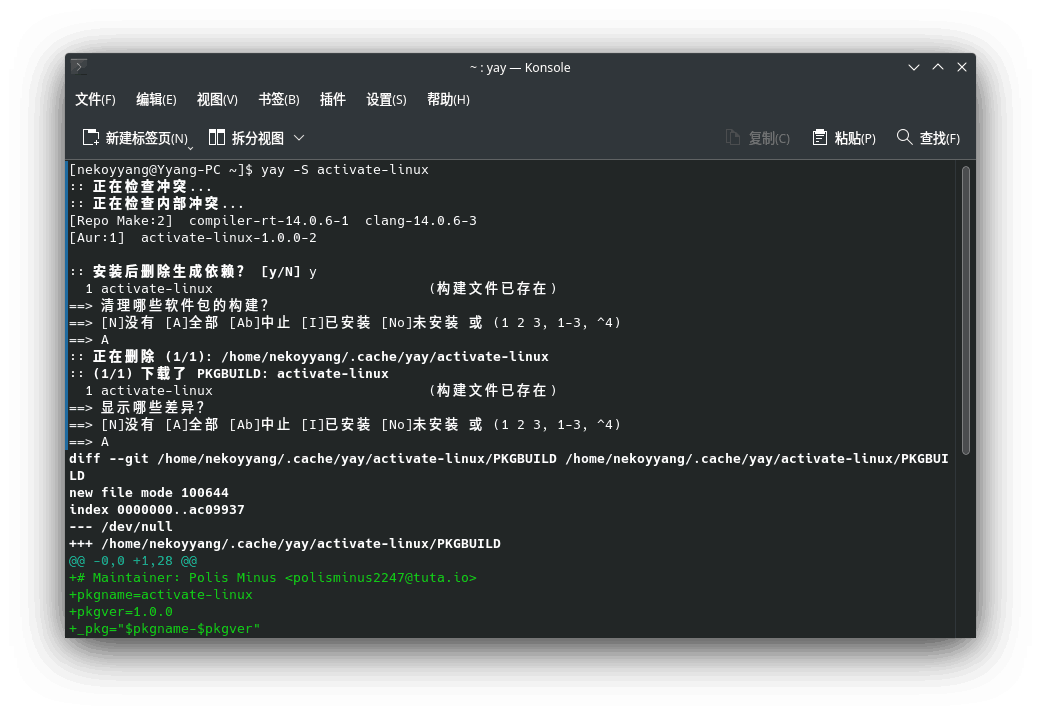 ~ : yay — Konsole
文件(F) 编辑(E) 视图(V) 书签(B) 插件 设置(S) 帮助(H)
新建标签页(N) 拆分视图 复制(C) 粘贴(P) 查找(F)
[nekoyyang@Yyang-PC ~]$ yay -S activate-linux
:: 正在检查冲突...
:: 正在检查内部冲突...
[Repo Make:2]  compiler-rt-14.0.6-1  clang-14.0.6-3
[Aur:1]  activate-linux-1.0.0-2
:: 安装后删除生成依赖？ [y/N] y
  1 activate-linux                           (构建文件已存在)
==> 清理哪些软件包的构建？
==> [N]没有 [A]全部 [Ab]中止 [I]已安装 [No]未安装 或 (1 2 3, 1-3, ^4)
==> A
:: 正在删除 (1/1): /home/nekoyyang/.cache/yay/activate-linux
:: (1/1) 下载了 PKGBUILD: activate-linux
  1 activate-linux                           (构建文件已存在)
==> 显示哪些差异？
==> [N]没有 [A]全部 [Ab]中止 [I]已安装 [No]未安装 或 (1 2 3, 1-3, ^4)
==> A
diff --git /home/nekoyyang/.cache/yay/activate-linux/PKGBUILD /home/nekoyyang/.cache/yay/activate-linux/PKGBUI
LD
new file mode 100644
index 0000000..ac09937
--- /dev/null
+++ /home/nekoyyang/.cache/yay/activate-linux/PKGBUILD
@@ -0,0 +1,28 @@
+# Maintainer: Polis Minus <polisminus2247@tuta.io>
+pkgname=activate-linux
+pkgver=1.0.0
+_pkg="$pkgname-$pkgver"